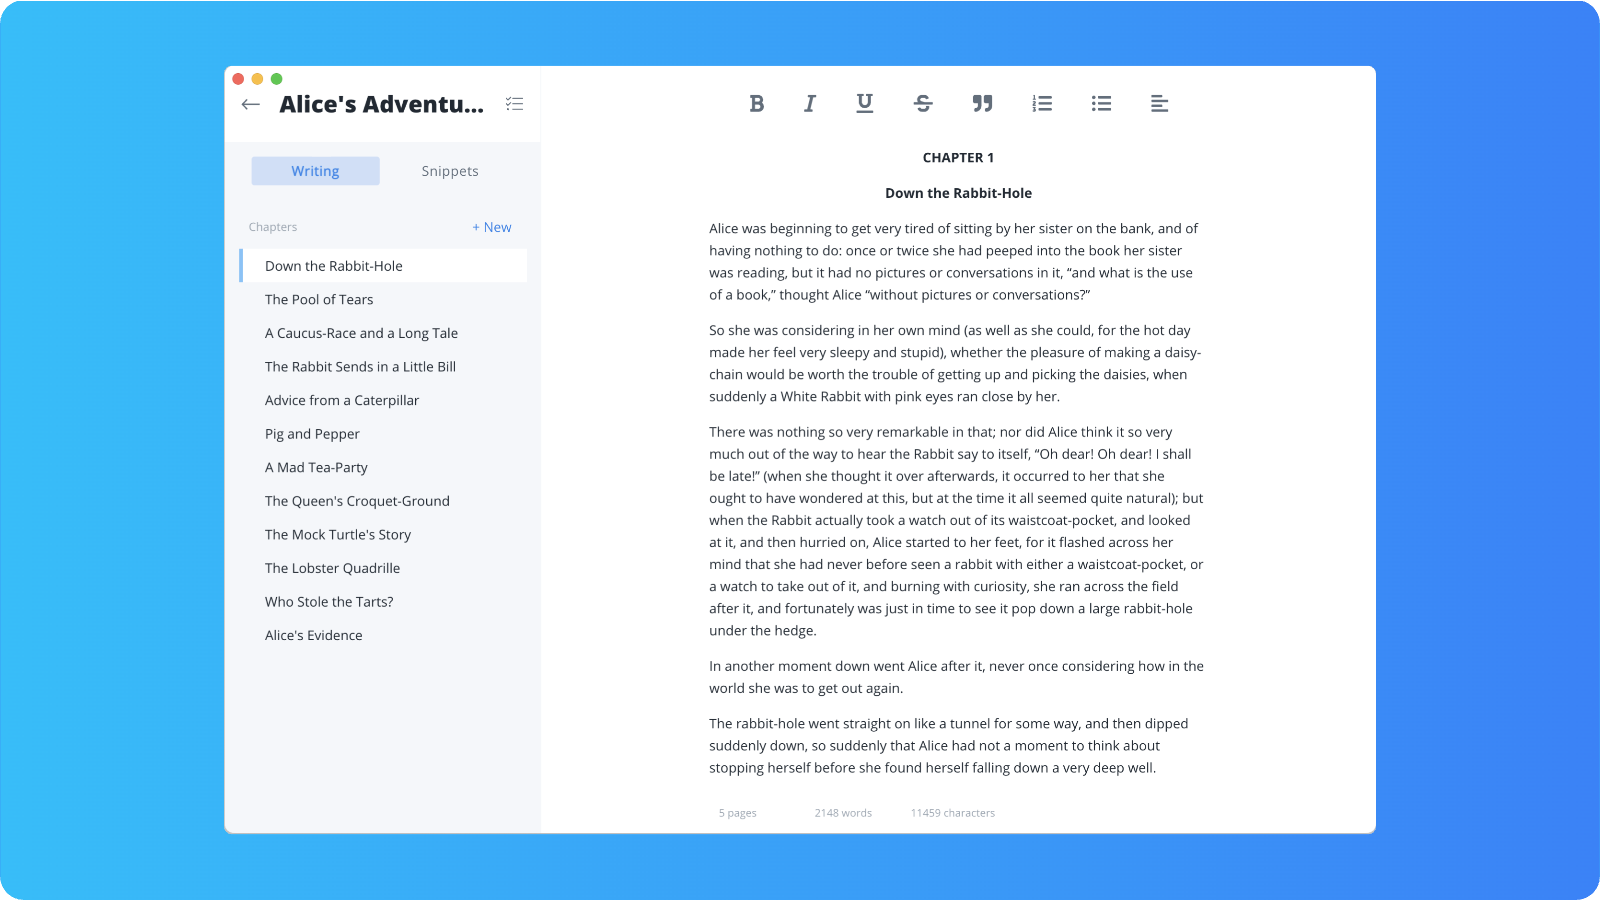 Alice's Adventu...
Writing
Snippets
Chapters
+ New
Down the Rabbit-Hole
The Pool of Tears
A Caucus-Race and a Long Tale
The Rabbit Sends in a Little Bill
Advice from a Caterpillar
Pig and Pepper
A Mad Tea-Party
The Queen's Croquet-Ground
The Mock Turtle's Story
The Lobster Quadrille
Who Stole the Tarts?
Alice's Evidence
B I U S
CHAPTER 1
Down the Rabbit-Hole
Alice was beginning to get very tired of sitting by her sister on the bank, and of
having nothing to do: once or twice she had peeped into the book her sister
was reading, but it had no pictures or conversations in it, “and what is the use
of a book,” thought Alice “without pictures or conversations?”
So she was considering in her own mind (as well as she could, for the hot day
made her feel very sleepy and stupid), whether the pleasure of making a daisy-
chain would be worth the trouble of getting up and picking the daisies, when
suddenly a White Rabbit with pink eyes ran close by her.
There was nothing so very remarkable in that; nor did Alice think it so very
much out of the way to hear the Rabbit say to itself, “Oh dear! Oh dear! I shall
be late!” (when she thought it over afterwards, it occurred to her that she
ought to have wondered at this, but at the time it all seemed quite natural); but
when the Rabbit actually took a watch out of its waistcoat-pocket, and looked
at it, and then hurried on, Alice started to her feet, for it flashed across her
mind that she had never before seen a rabbit with either a waistcoat-pocket, or
a watch to take out of it, and burning with curiosity, she ran across the field
after it, and fortunately was just in time to see it pop down a large rabbit-hole
under the hedge.
In another moment down went Alice after it, never once considering how in the
world she was to get out again.
The rabbit-hole went straight on like a tunnel for some way, and then dipped
suddenly down, so suddenly that Alice had not a moment to think about
stopping herself before she found herself falling down a very deep well.
5 pages
2148 words
11459 characters